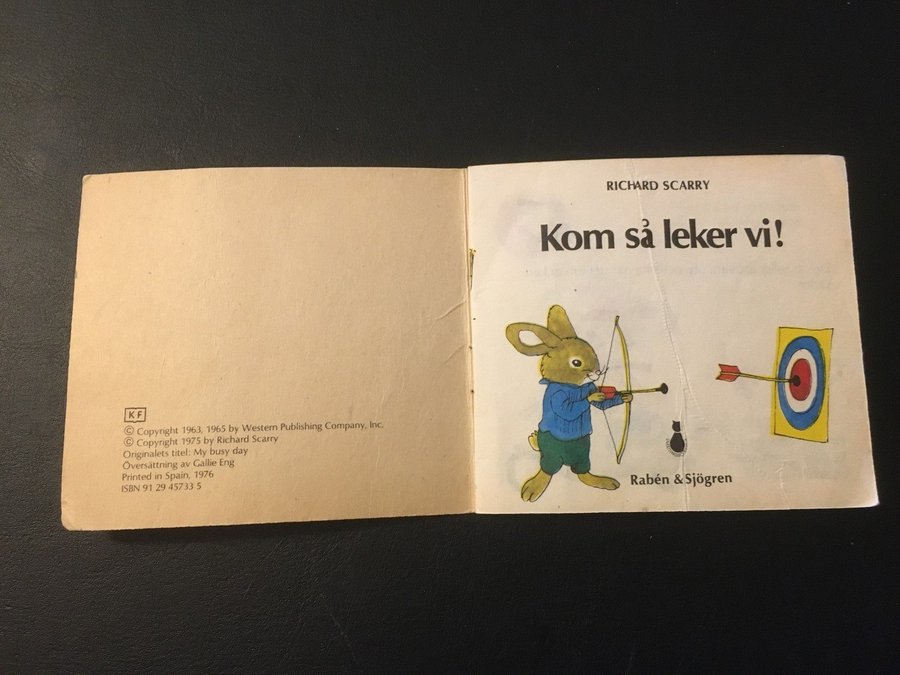 KF
© Copyright 1963, 1965 by Western Publishing Company, Inc.
© Copyright 1975 by Richard Scarry
Originalets titel: My busy day
Översättning av Gallie Eng
Printed in Spain, 1976
ISBN 91 29 45733 5
RICHARD SCARRY
Kom så leker vi!
Rabén & Sjögren